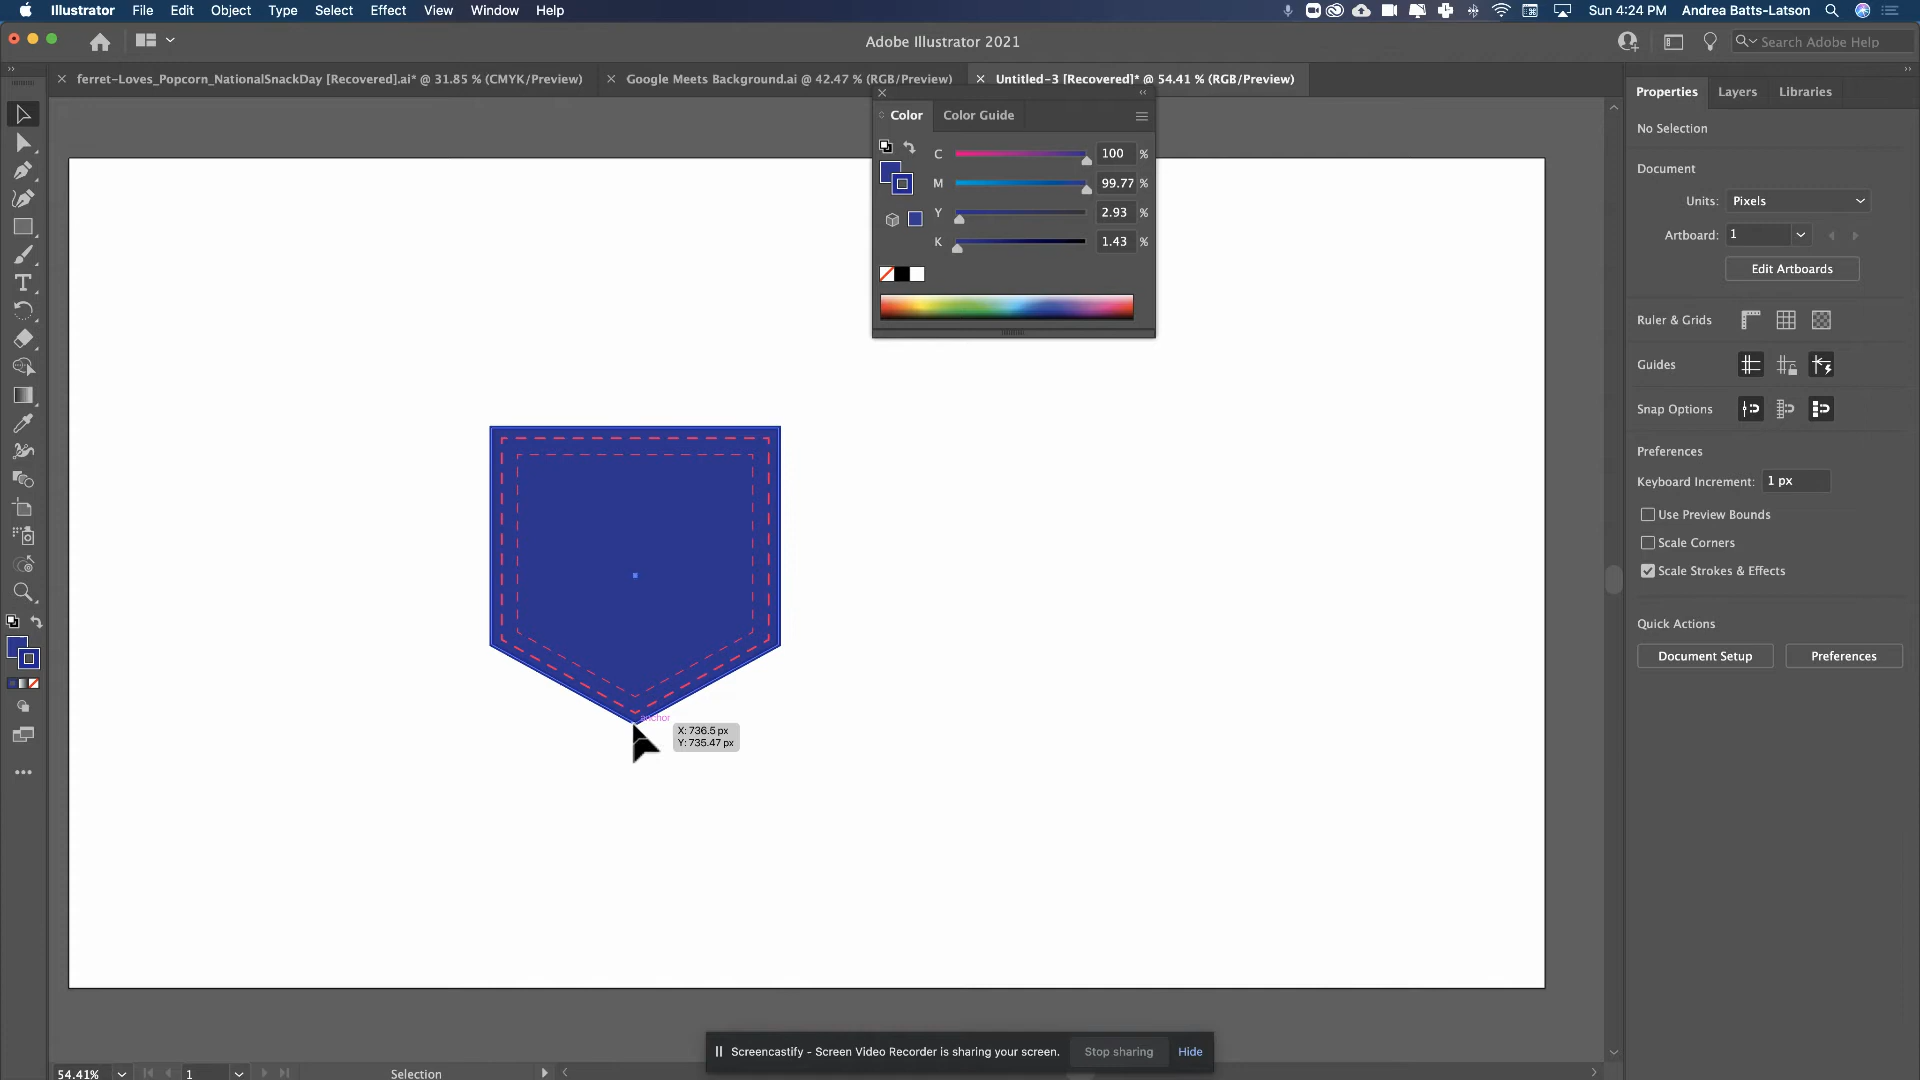 Illustrator File Edit Object Type Select Effect View Window Help
Sun 4:24 PM Andrea Batts-Latson
Adobe Illustrator 2021
Search Adobe Help
ferret-Loves_Popcorn_NationalSnackDay [Recovered].ai* @ 31.85 % (CMYK/Preview)
Google Meets Background.ai @ 42.47 % (RGB/Preview)
Untitled-3 [Recovered]* @ 54.41 % (RGB/Preview)
Color Color Guide
C 100 %
M 99.77 %
Y 2.93 %
K 1.43 %
Properties Layers Libraries
No Selection
Document
Units: Pixels
Artboard: 1
Edit Artboards
Ruler & Grids
Guides
Snap Options
Preferences
Keyboard Increment: 1 px
Use Preview Bounds
Scale Corners
Scale Strokes & Effects
Quick Actions
Document Setup Preferences
anchor
X: 736.5 px
Y: 735.47 px
Screencastify - Screen Video Recorder is sharing your screen. Stop sharing Hide
54.41% 1 Selection